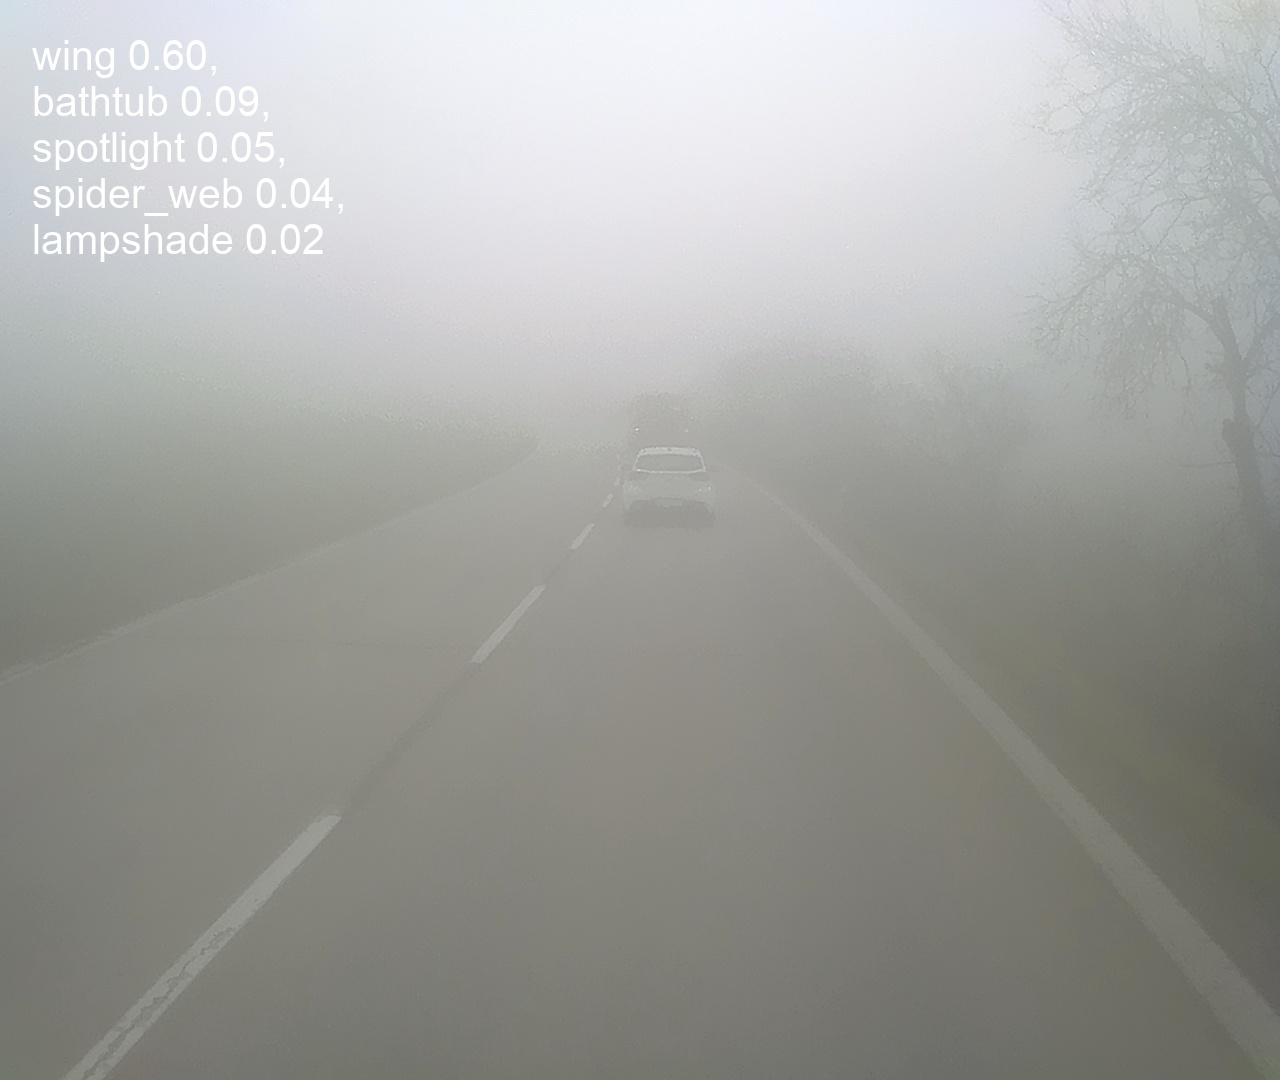 wing 0.60,
bathtub 0.09,
spotlight 0.05,
spider_web 0.04,
lampshade 0.02